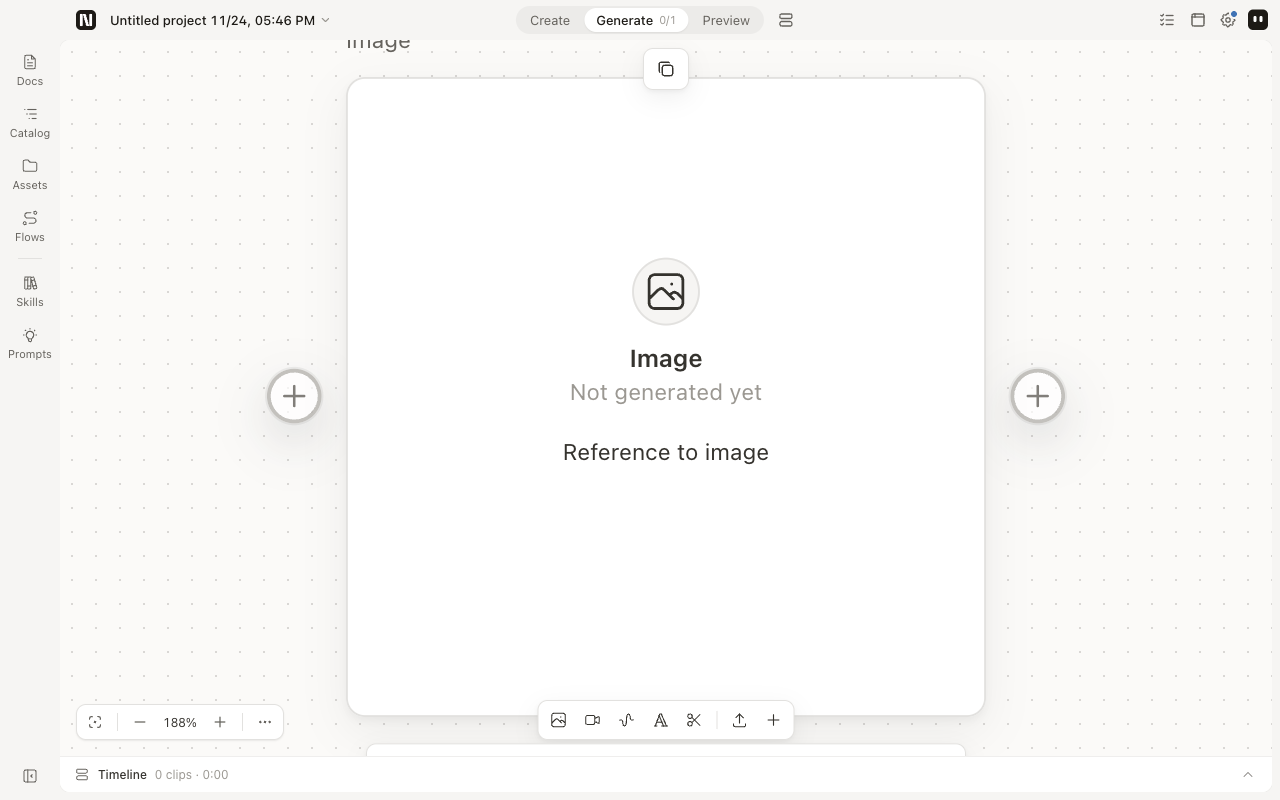 Untitled project 11/24, 05:46 PM
Create
Generate 0/1
Preview
Docs
Catalog
Assets
Flows
Skills
Prompts
Image
Image
Not generated yet
Reference to image
188%
Timeline 0 clips · 0:00